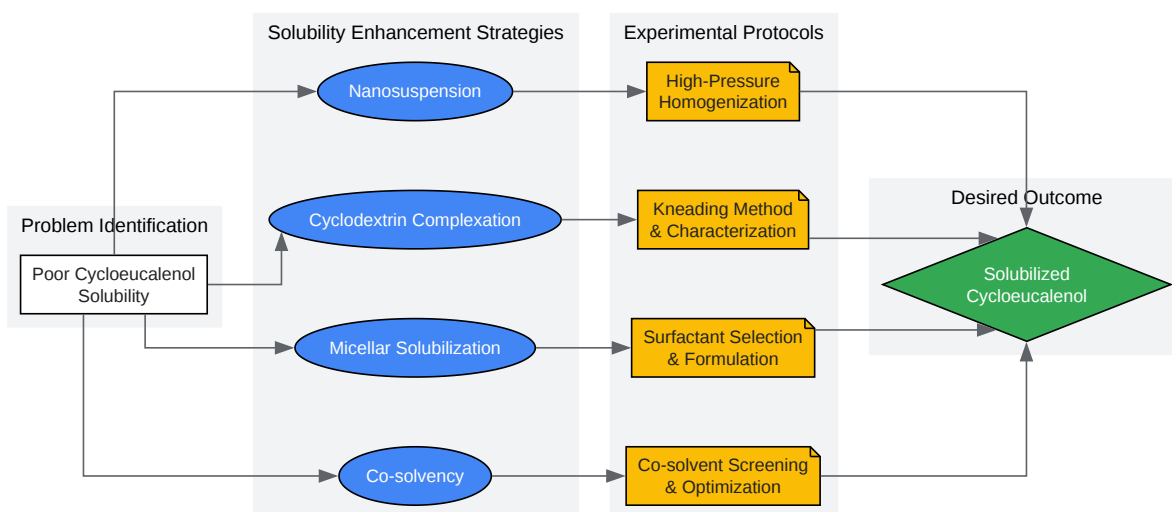 Solubility Enhancement Strategies
Experimental Protocols
Nanosuspension
High-Pressure
Homogenization
Problem Identification
Poor Cycloeucalenol
Solubility
Cyclodextrin Complexation
Kneading Method
& Characterization
Desired Outcome
Solubilized
Cycloeucalenol
Micellar Solubilization
Surfactant Selection
& Formulation
Co-solvency
Co-solvent Screening
& Optimization